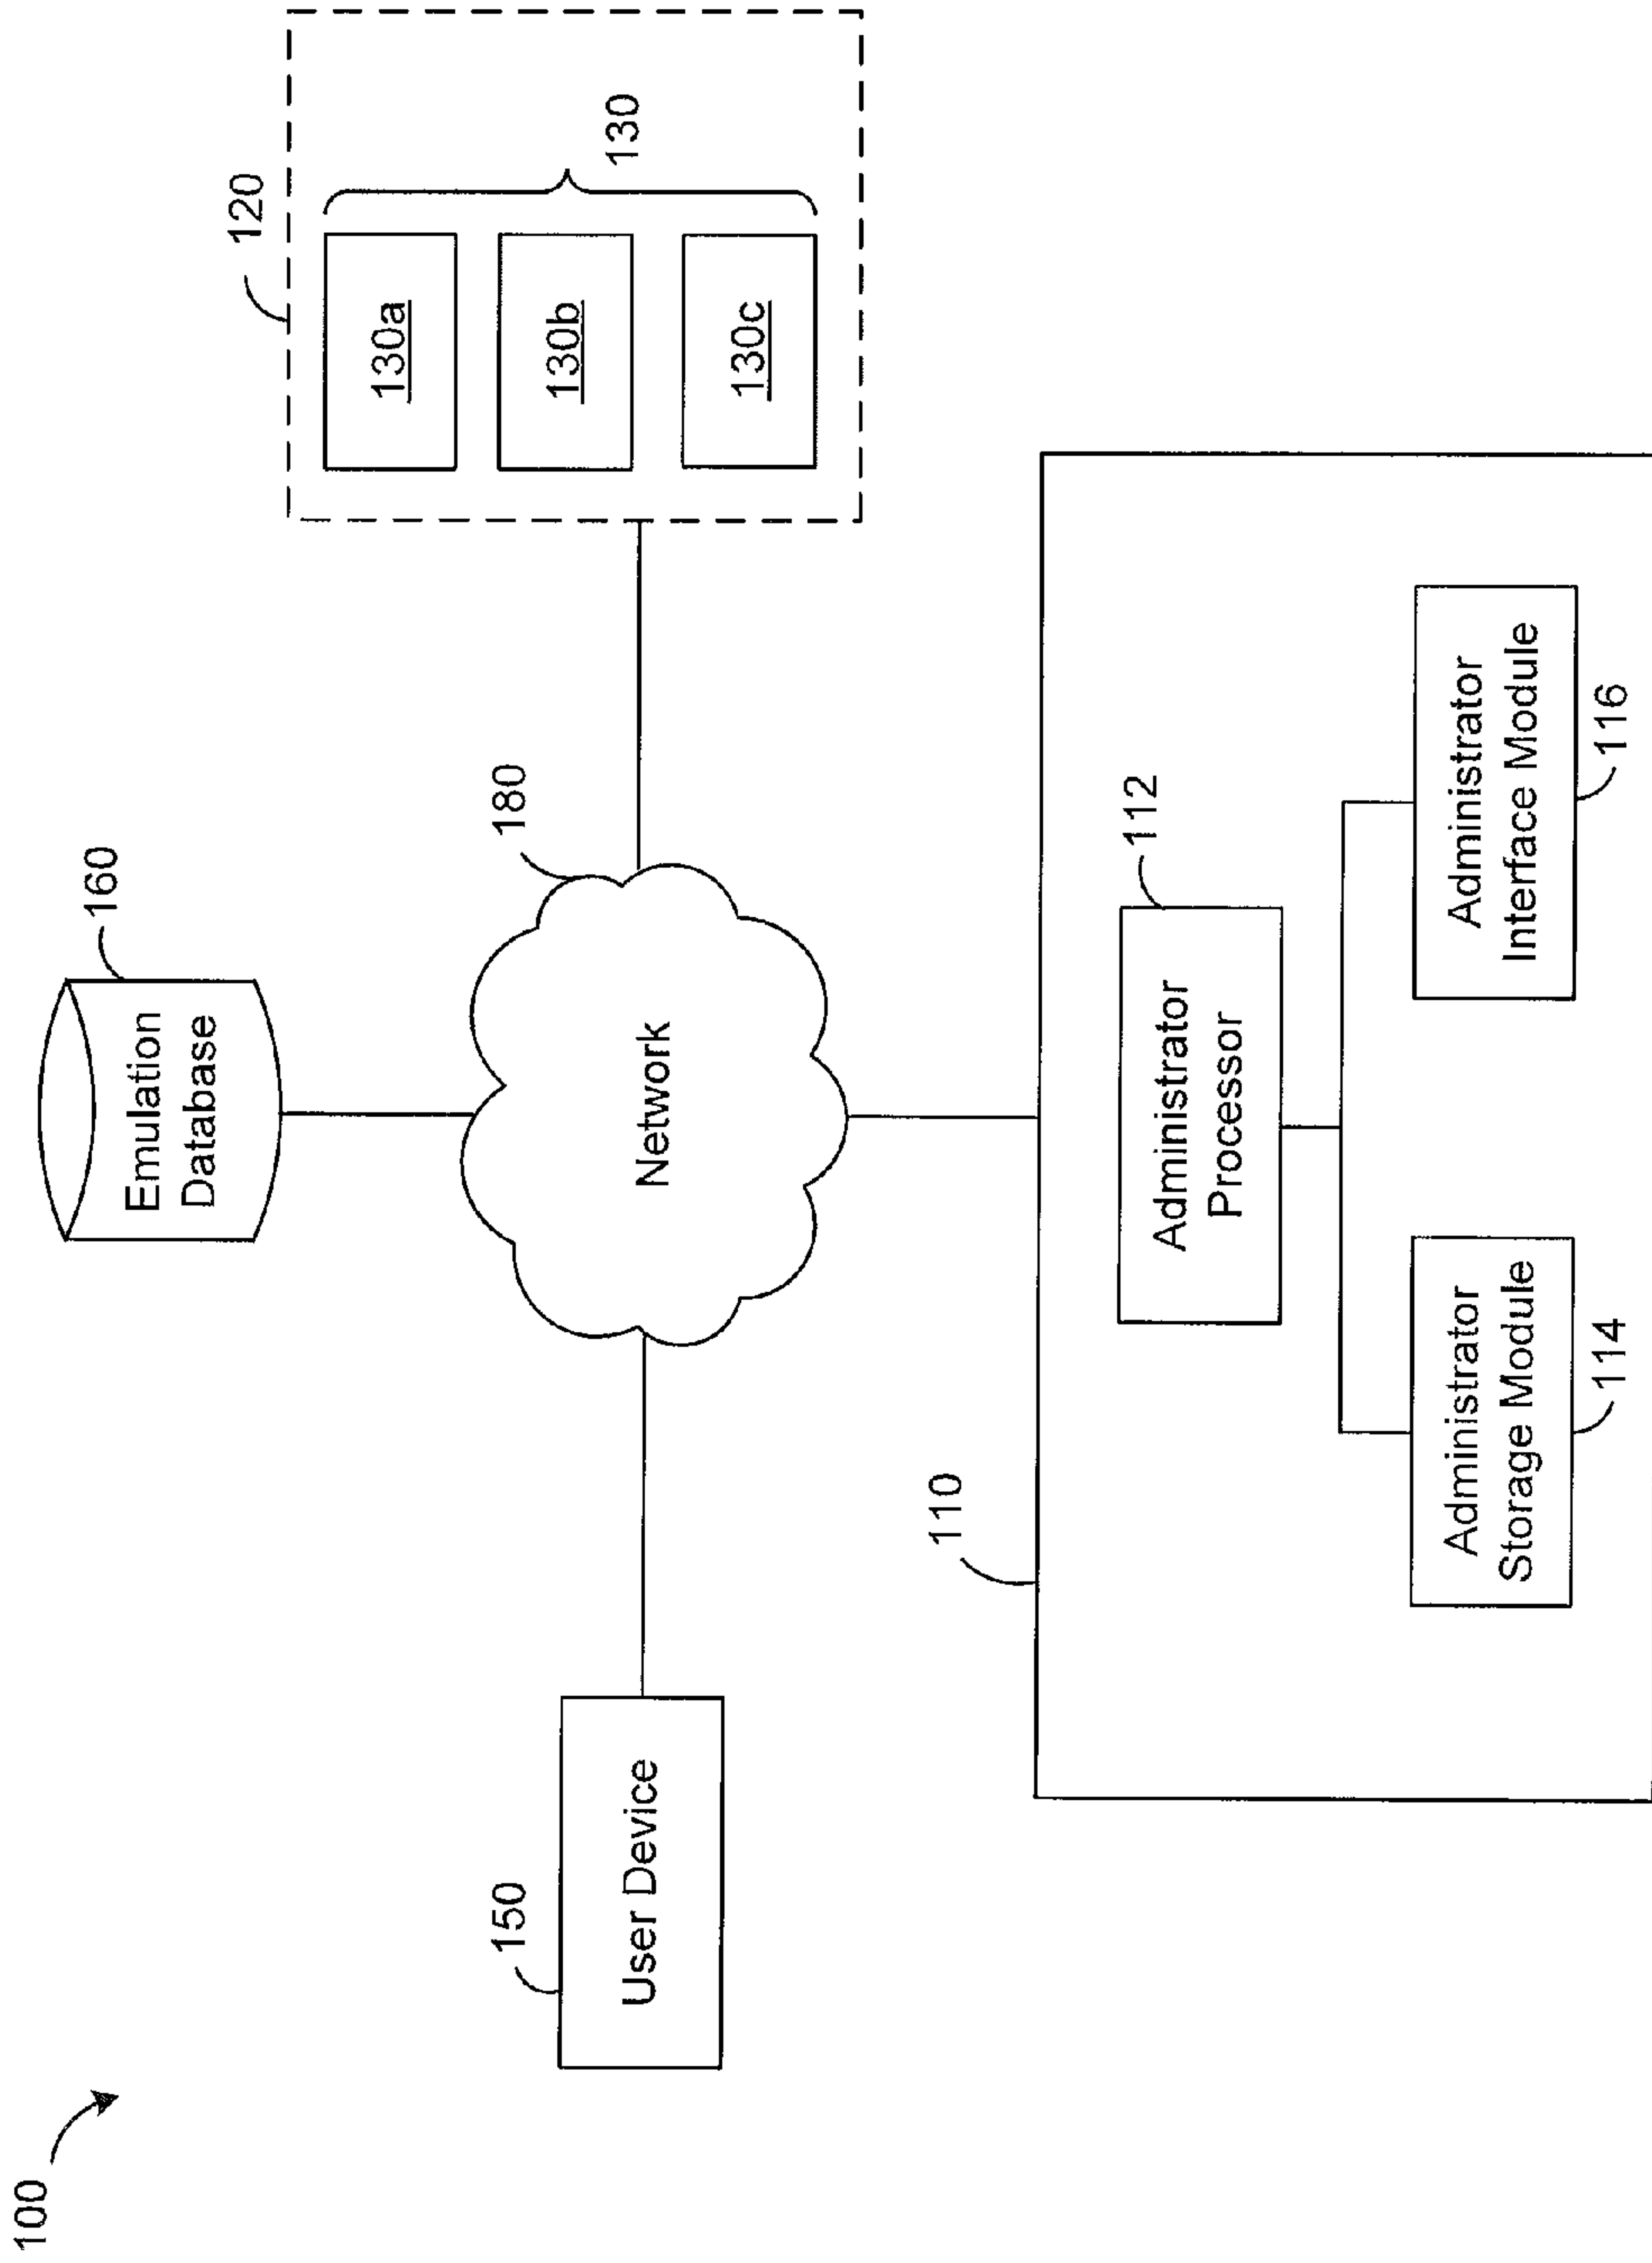 100
160
Emulation
Database
120
130a
130b
130c
130
180
150
User Device
Network
110
112
Administrator
Processor
Administrator
Storage Module
114
Administrator
Interface Module
116